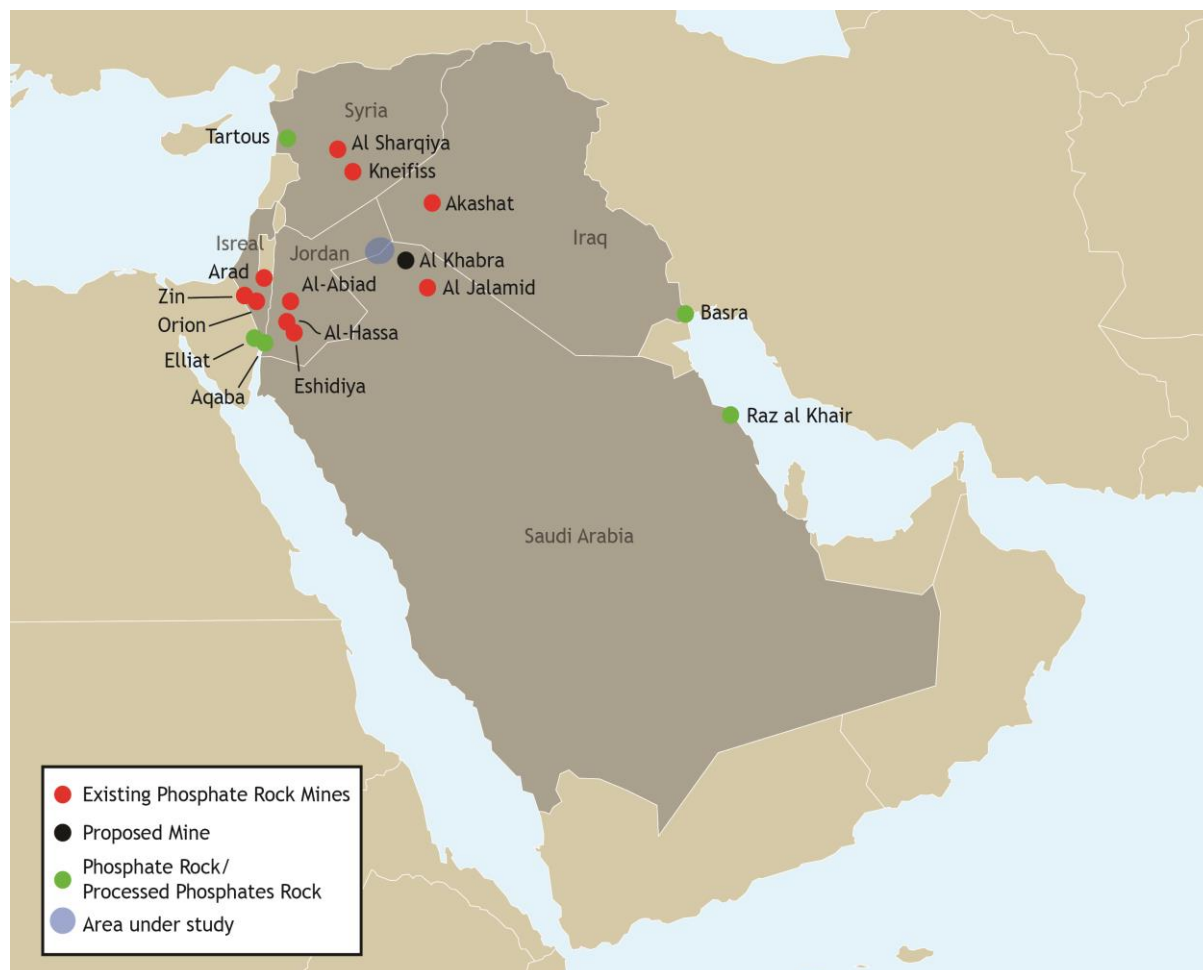 Syria
Tartous
Al Sharqiya
Kneifiss
Akashat
Iraq
Isreal
Jordan
Al Khabra
Arad
Al-Abiad
Al Jalamid
Zin
Orion
Al-Hassa
Basra
Elliat
Eshidiya
Aqaba
Raz al Khair
Saudi Arabia
Existing Phosphate Rock Mines
Proposed Mine
Phosphate Rock/
Processed Phosphates Rock
Area under study